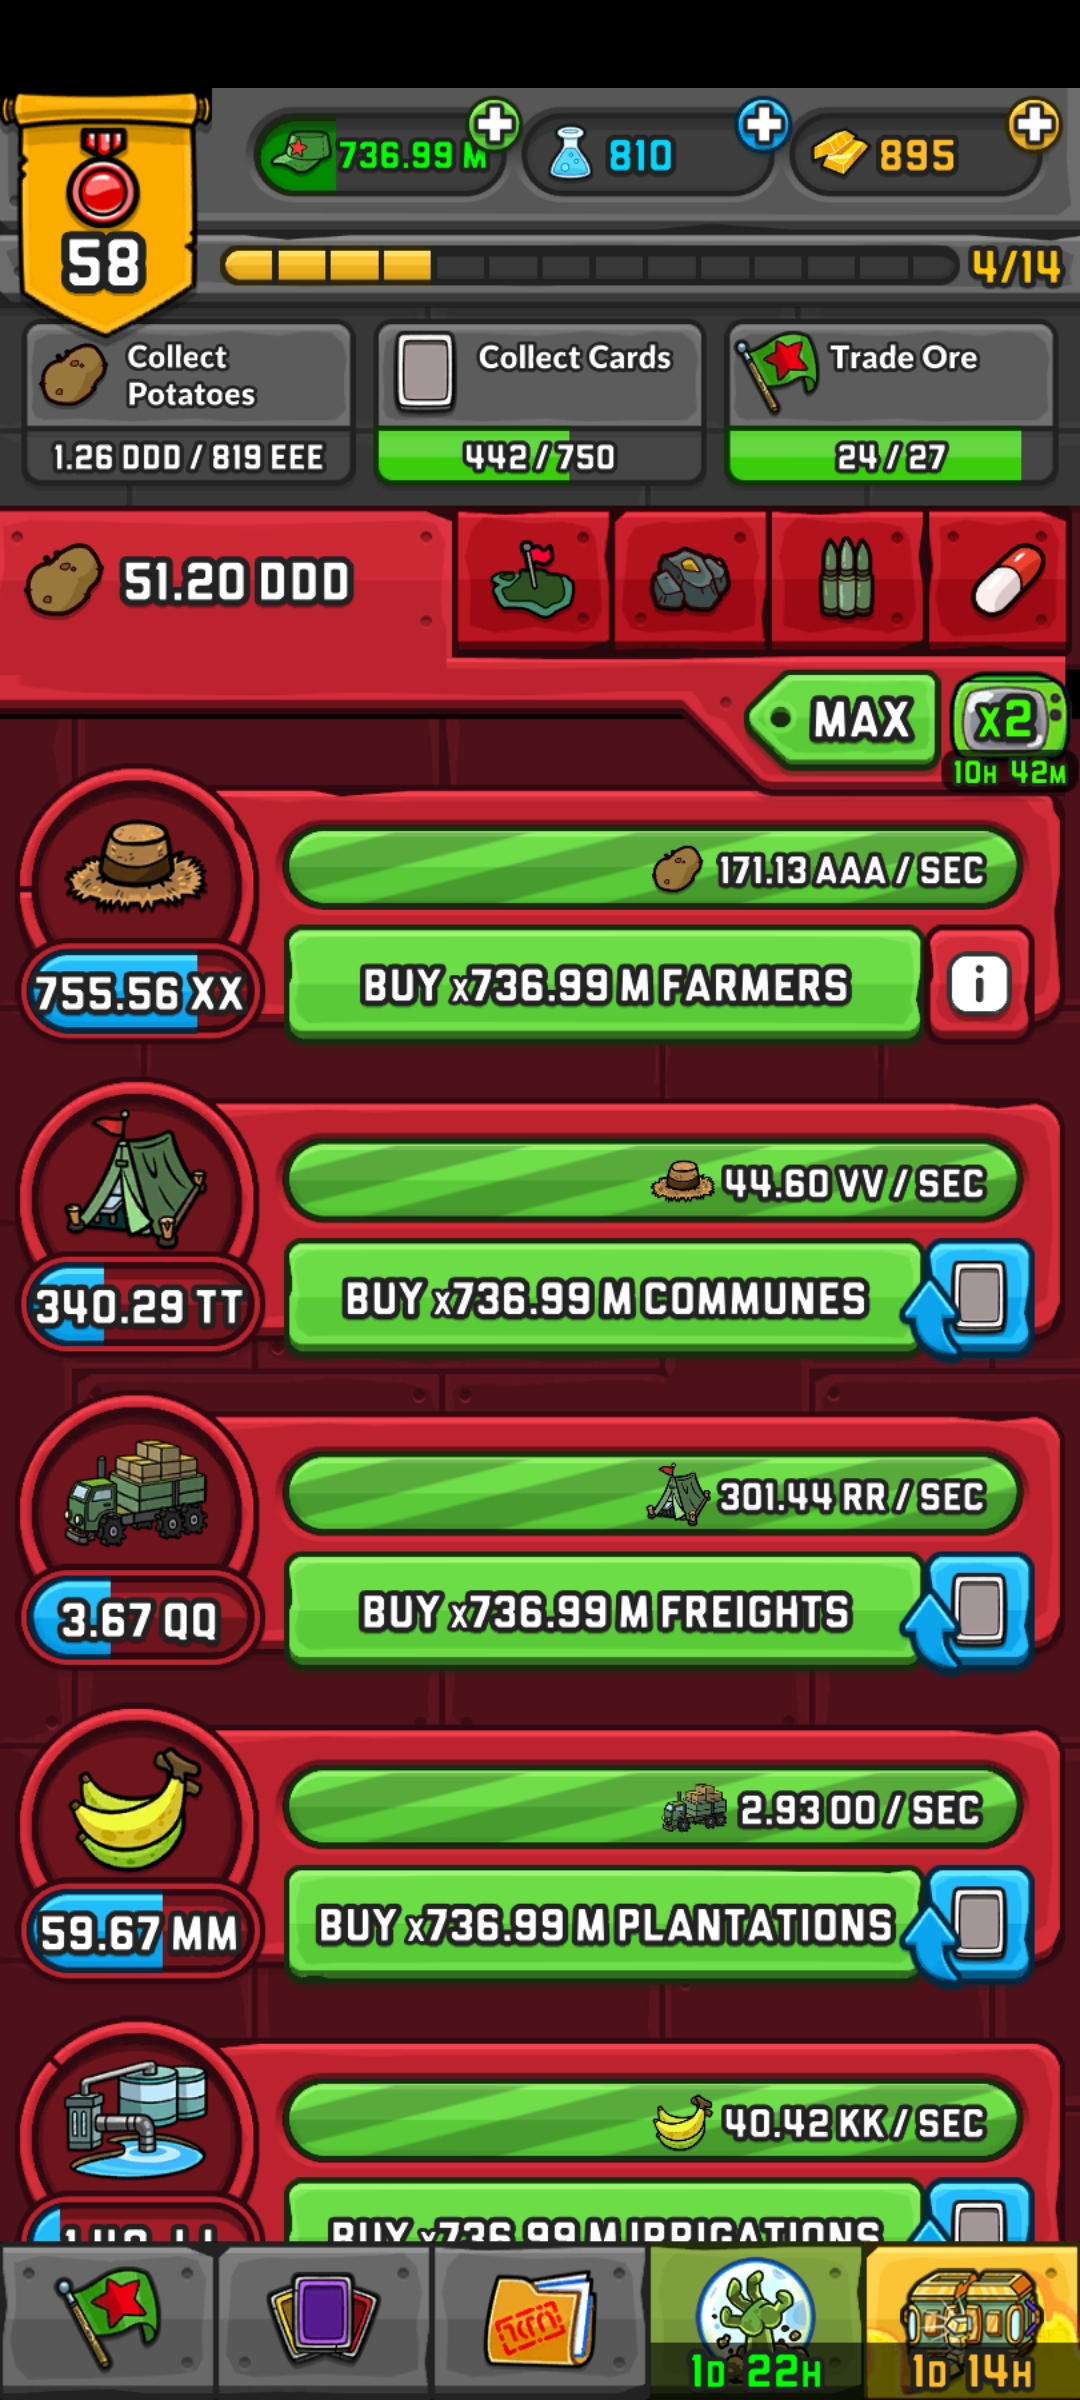 736.99 M
810
895
58
4/14
Collect
Potatoes
Collect Cards
Trade Ore
1.26 DDD / 819 EEE
442/750
24/27
51.20 DDD
MAX
x2
10H 42M
171.13 AAA / SEC
755.56 XX
BUY x736.99 M FARMERS
i
44.60 VV / SEC
340.29 TT
BUY x736.99 M COMMUNES
301.44 RR / SEC
3.67 QQ
BUY x736.99 M FREIGHTS
2.93 OO / SEC
59.67 MM
BUY x736.99 M PLANTATIONS
40.42 KK / SEC
BUY x736.99 M IRRIGATIONS
1D 22H
1D 14H